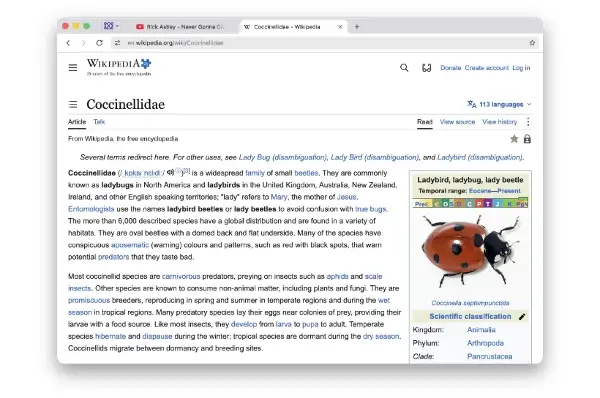 Rick Astley - Never Gonna Gi
Coccinellidae - Wikipedia
en.wikipedia.org/wiki/Coccinellidae
WIKIPEDIA
25 years of the free encyclopedia
Donate Create account Log in
Coccinellidae
113 languages
Article Talk
Read View source View history
From Wikipedia, the free encyclopedia
Several terms redirect here. For other uses, see Lady Bug (disambiguation), Lady Bird (disambiguation), and Ladybird (disambiguation).
Coccinellidae (/ˌkɒksɪˈnɛlɪdiː/ ⓘ)[3] is a widespread family of small beetles. They are commonly
known as ladybugs in North America and ladybirds in the United Kingdom, Australia, New Zealand,
Ireland, and other English speaking territories; "lady" refers to Mary, the mother of Jesus.
Entomologists use the names ladybird beetles or lady beetles to avoid confusion with true bugs.
The more than 6,000 described species have a global distribution and are found in a variety of
habitats. They are oval beetles with a domed back and flat underside. Many of the species have
conspicuous aposematic (warning) colours and patterns, such as red with black spots, that warn
potential predators that they taste bad.
Most coccinellid species are carnivorous predators, preying on insects such as aphids and scale
insects. Other species are known to consume non-animal matter, including plants and fungi. They are
promiscuous breeders, reproducing in spring and summer in temperate regions and during the wet
season in tropical regions. Many predatory species lay their eggs near colonies of prey, providing their
larvae with a food source. Like most insects, they develop from larva to pupa to adult. Temperate
species hibernate and diapause during the winter; tropical species are dormant during the dry season.
Coccinellids migrate between dormancy and breeding sites.
Ladybird, ladybug, lady beetle
Temporal range: Eocene—Present
O S D C P T J K
Coccinella septempunctata
Scientific classification
Kingdom: Animalia
Phylum: Arthropoda
Clade: Pancrustacea